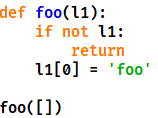 def foo(l1):
    if not l1:
        return
    l1[0] = 'foo'

foo([])